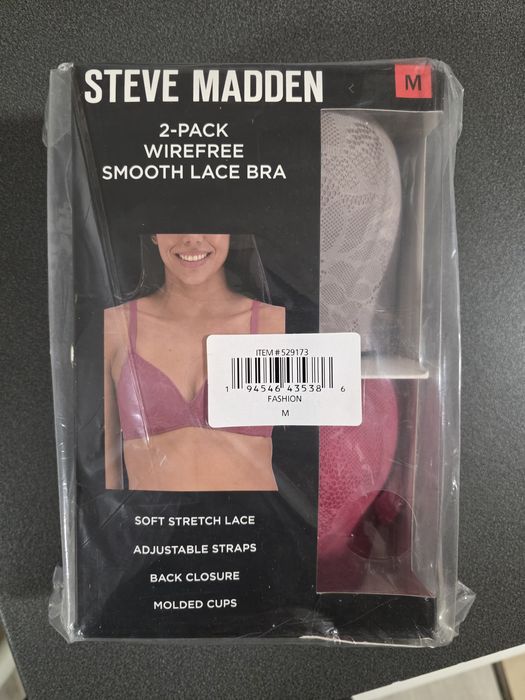 STEVE MADDEN
M
2-PACK
WIREFREE
SMOOTH LACE BRA
ITEM#529173
1 94546 43538 6
FASHION
M
SOFT STRETCH LACE
ADJUSTABLE STRAPS
BACK CLOSURE
MOLDED CUPS